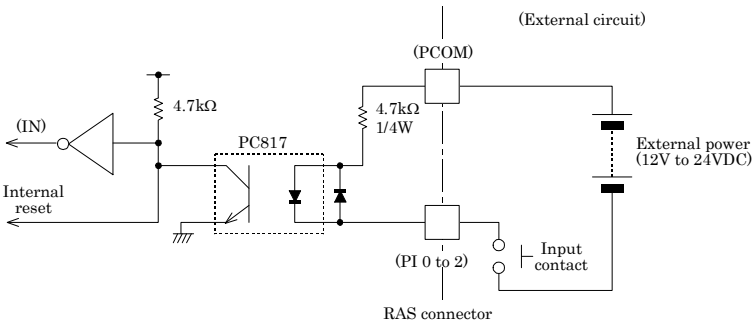 (External circuit)
(PCOM)
4.7kΩ
(IN)
4.7kΩ
1/4W
PC817
External power
(12V to 24VDC)
Internal
reset
Input
contact
(PI 0 to 2)
RAS connector